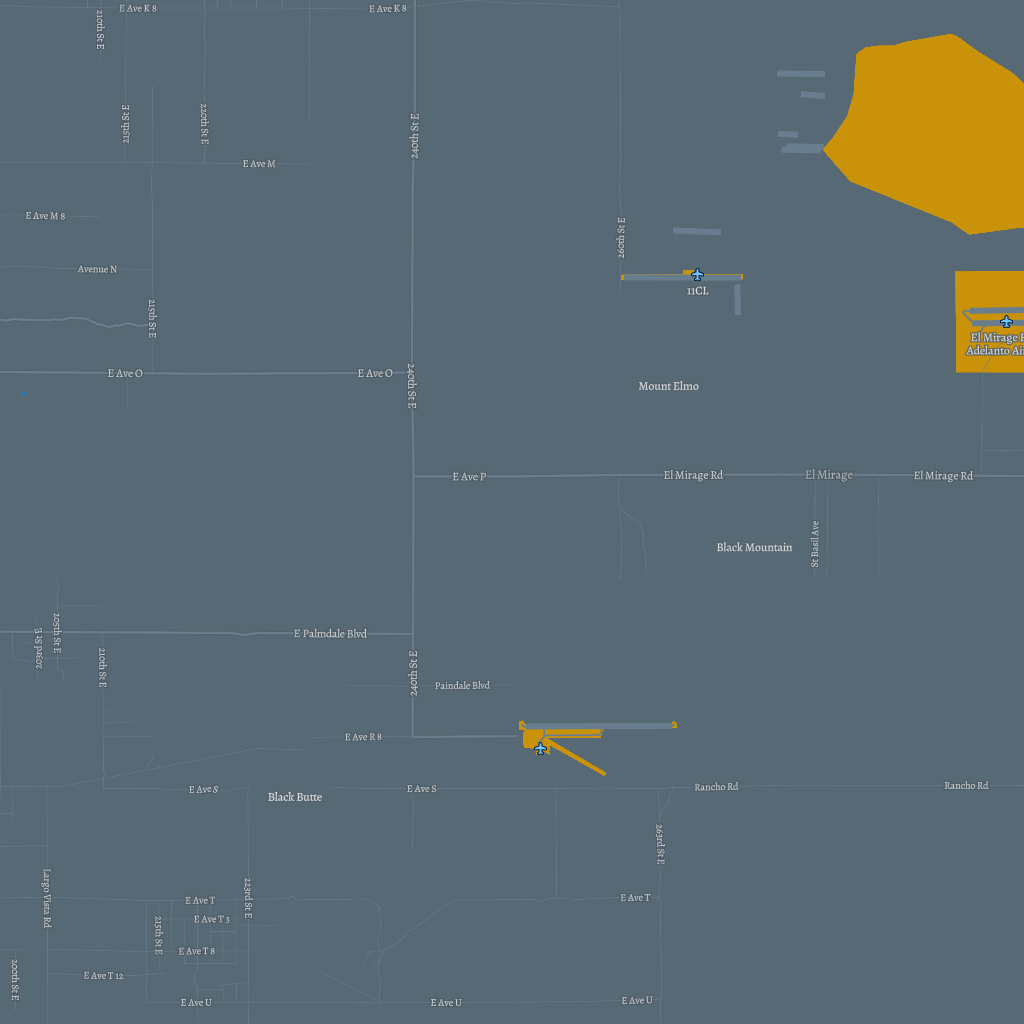 E Ave K 8
E Ave K 8
210th St E
215th St E
220th St E
240th St E
E Ave M
E Ave M 8
260th St E
Avenue N
11CL
215th St E
El Mirage
Adelanto
E Ave O
E Ave O
240th St E
Mount Elmo
E Ave P
El Mirage Rd
El Mirage
El Mirage Rd
St Basil Ave
Black Mountain
205th St E
203rd St E
E Palmdale Blvd
210th St E
240th St E
Paindale Blvd
E Ave R 8
E Ave S
Black Butte
E Ave S
Rancho Rd
Rancho Rd
263rd St E
Largo Vista Rd
223rd St E
E Ave T
E Ave T
E Ave T 3
215th St E
E Ave T 8
200th St E
E Ave T 12
E Ave U
E Ave U
E Ave U